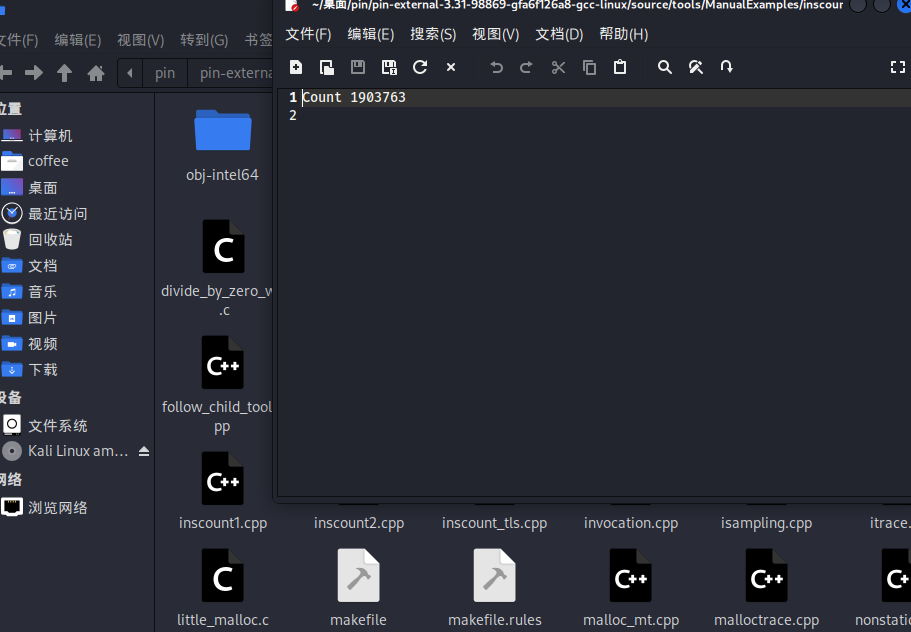 ~/桌面/pin/pin-external-3.31-98869-gfa6f126a8-gcc-linux/source/tools/ManualExamples/inscour
文件(F) 编辑(E) 搜索(S) 视图(V) 文档(D) 帮助(H)
1 Count 1903763
2
文件(F) 编辑(E) 视图(V) 转到(G) 书签
pin pin-externa
位置
计算机
coffee
桌面
最近访问
回收站
文档
音乐
图片
视频
下载
设备
文件系统
Kali Linux am...
网络
浏览网络
obj-intel64
divide_by_zero_w
.c
follow_child_tool
pp
inscount1.cpp inscount2.cpp inscount_tls.cpp invocation.cpp isampling.cpp itrace.
little_malloc.c makefile makefile.rules malloc_mt.cpp malloctrace.cpp nonstatic